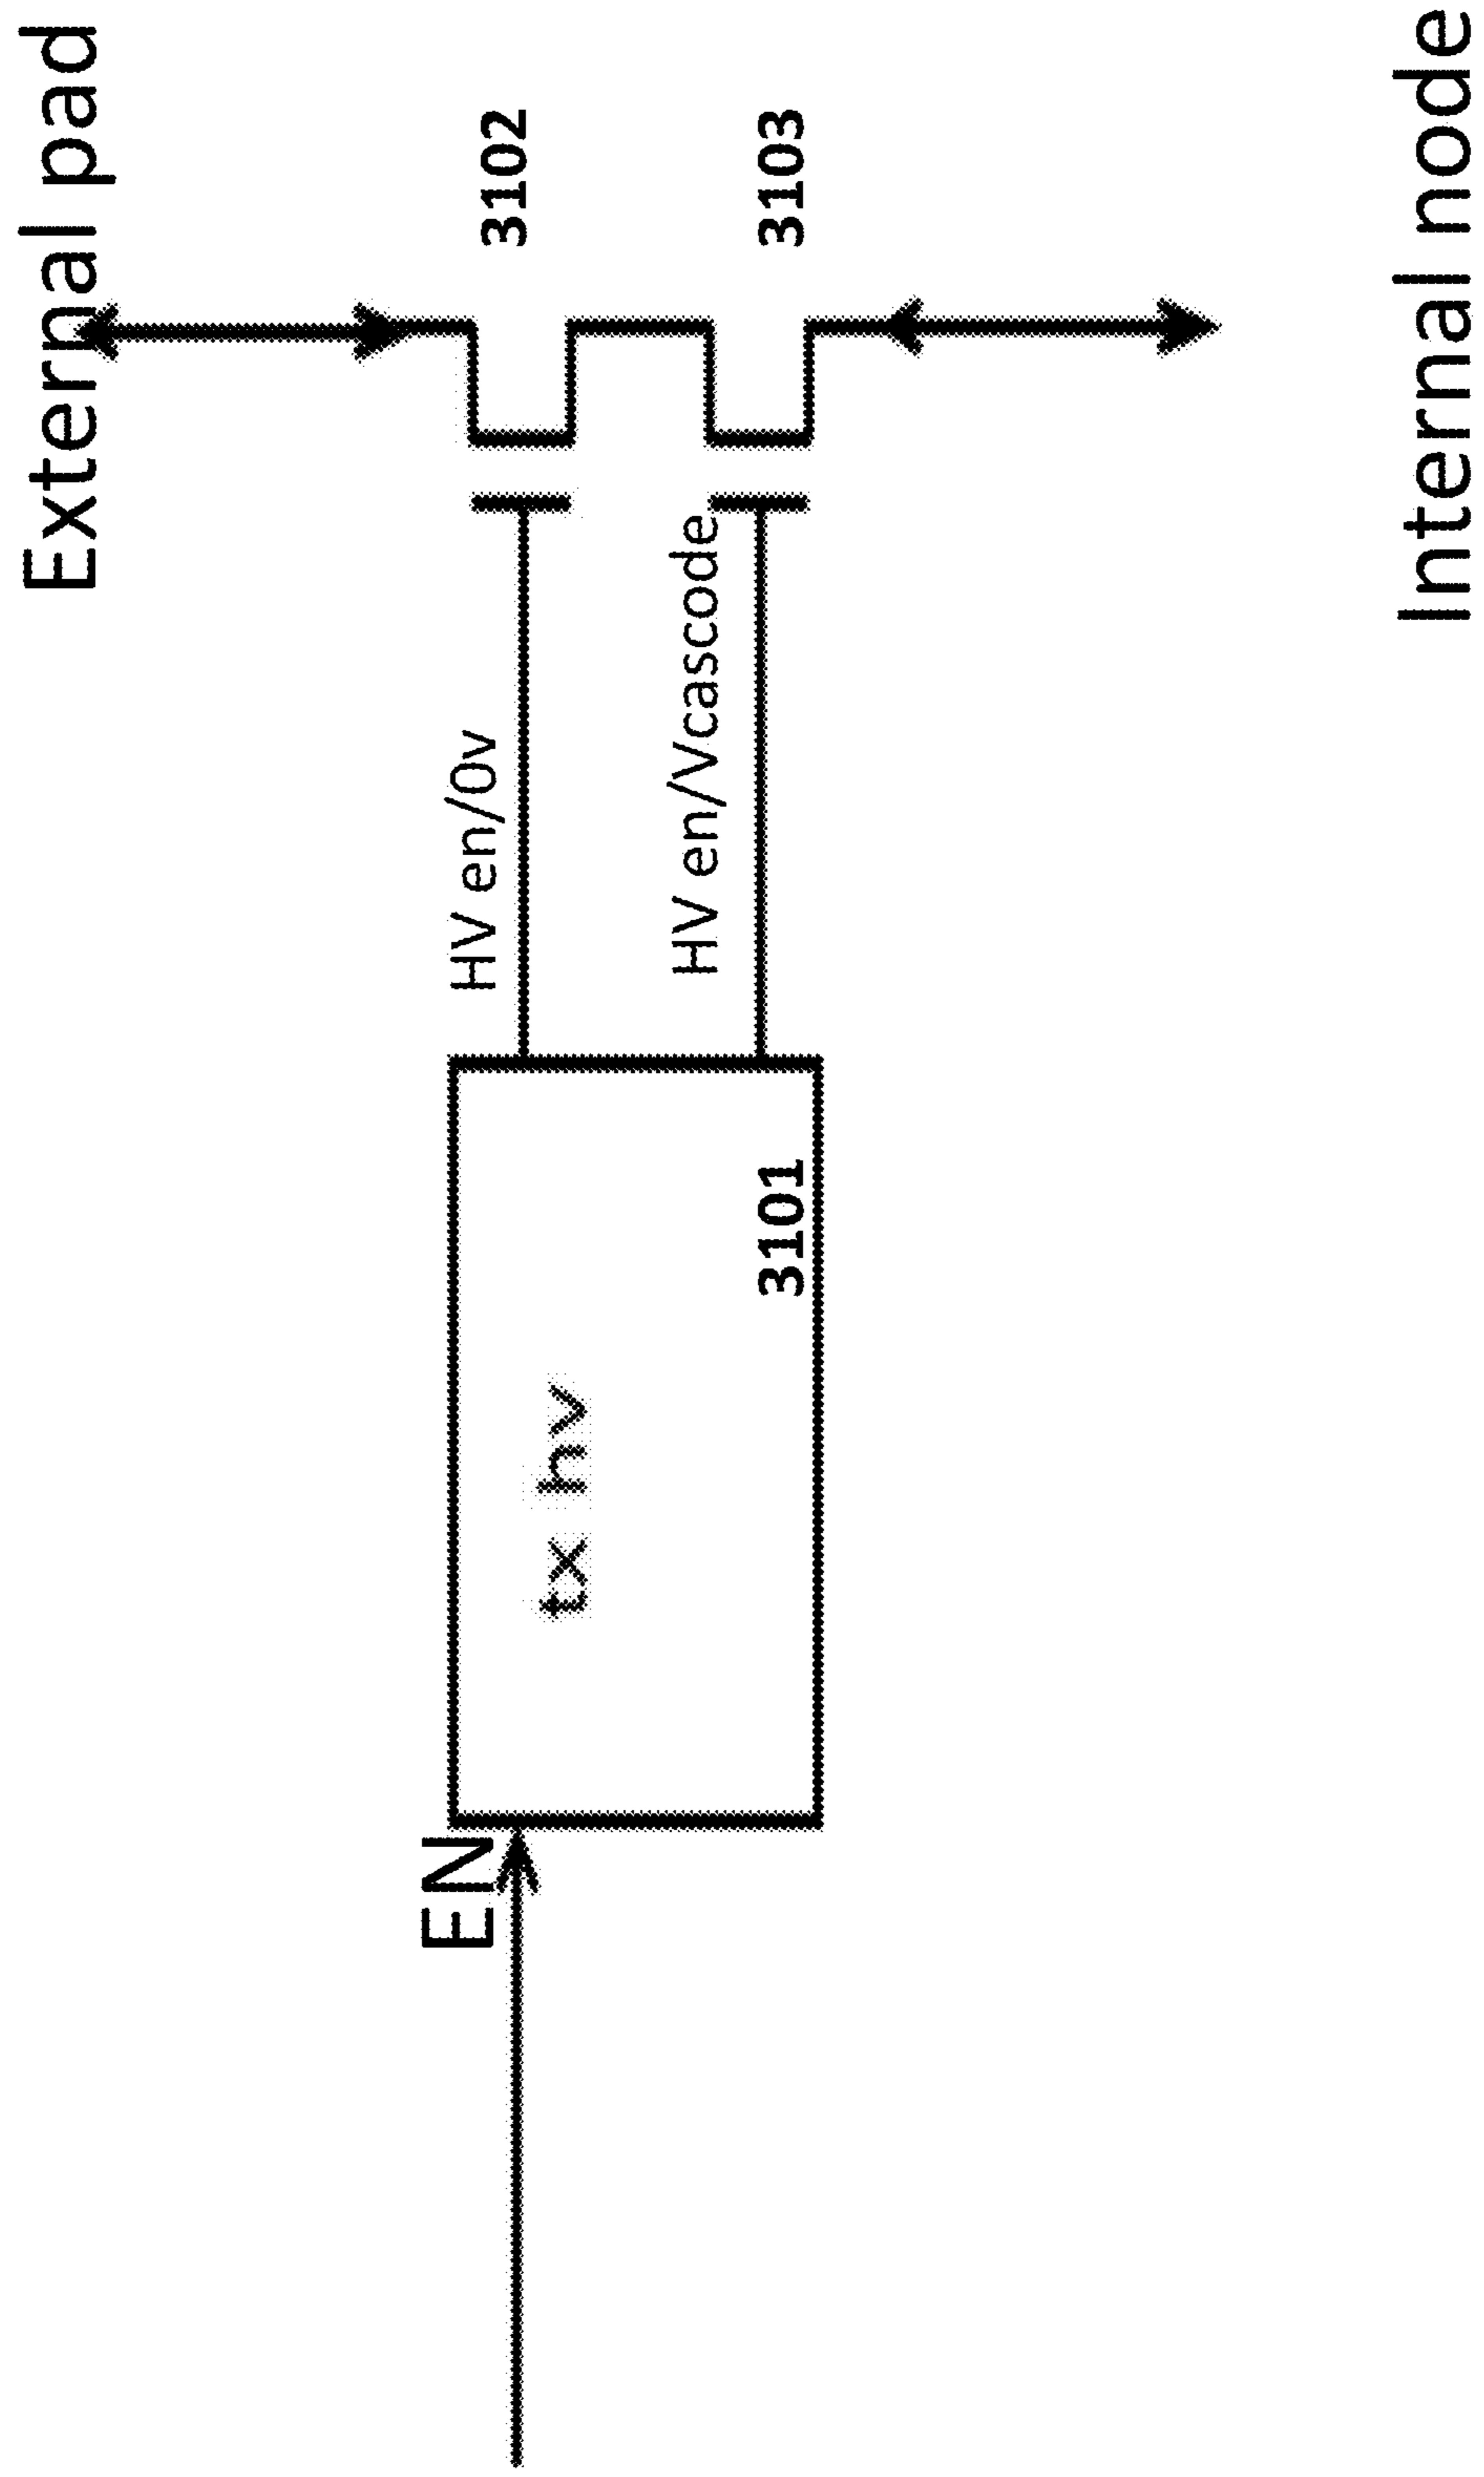 External pad
3102
3103
HV en/0v
HV en/Vcascode
EN
tx hv
3101
Internal node